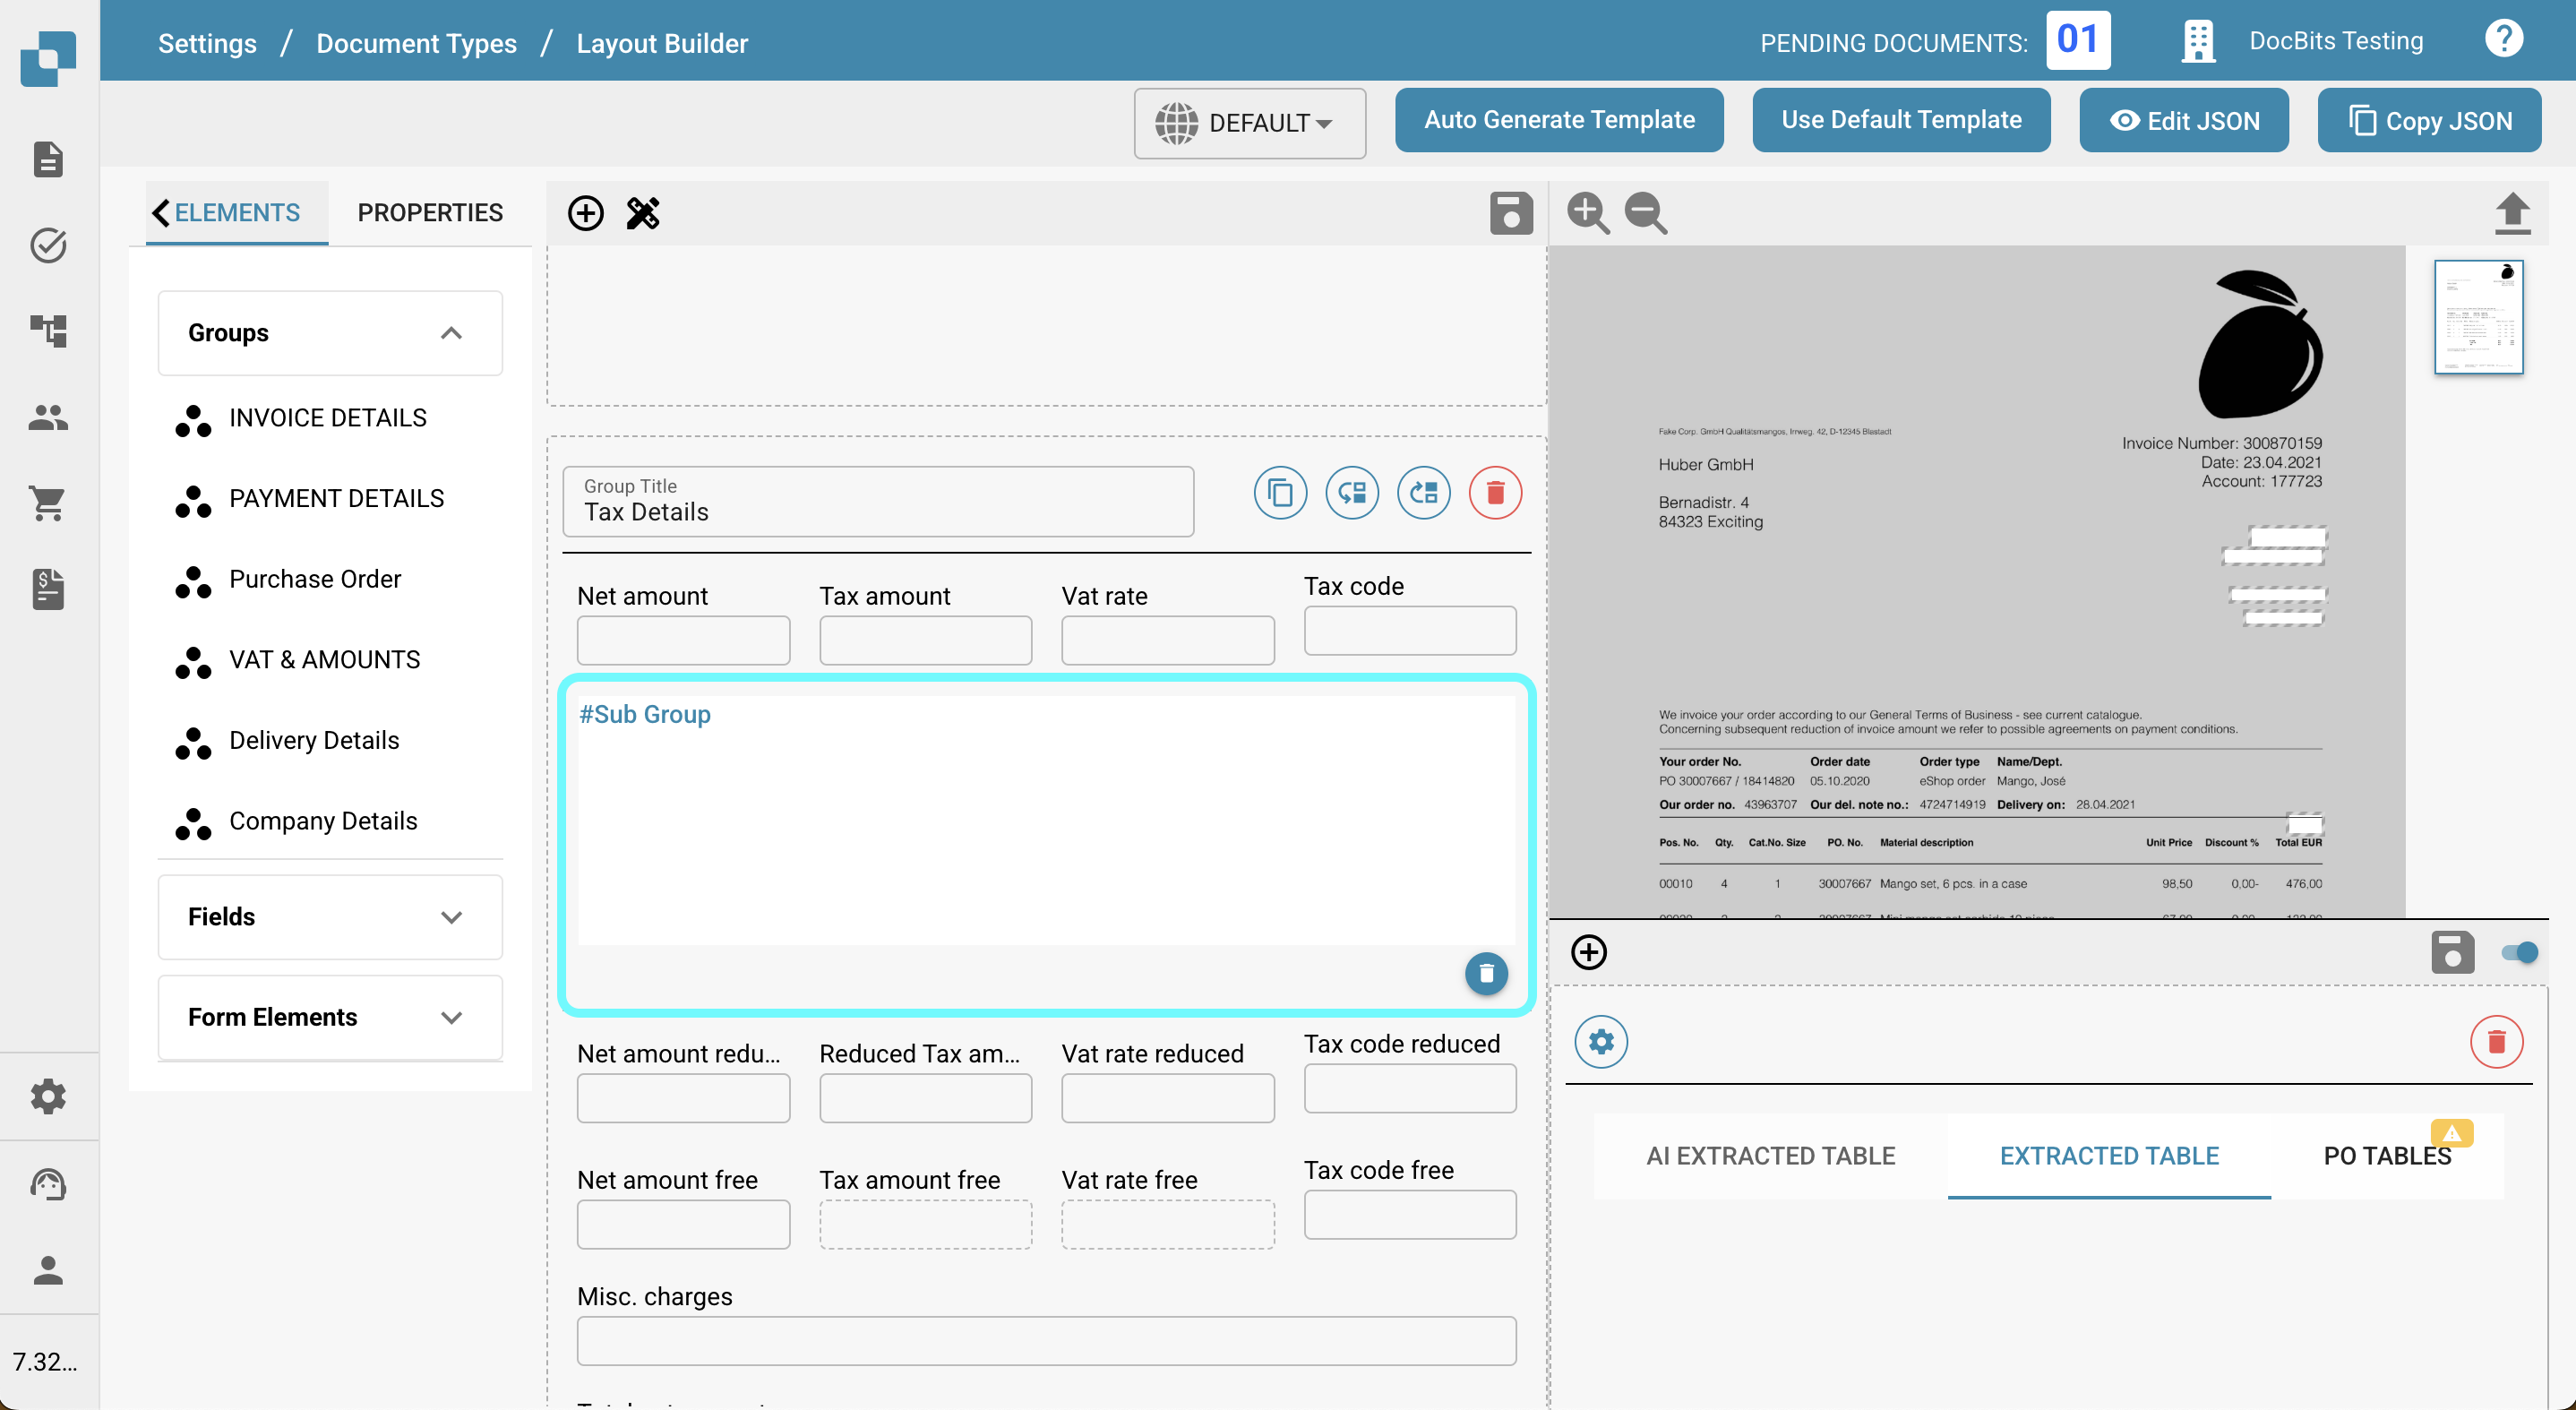 Settings / Document Types / Layout Builder
PENDING DOCUMENTS: 01
DocBits Testing
?
DEFAULT
Auto Generate Template
Use Default Template
Edit JSON
Copy JSON
ELEMENTS
PROPERTIES
Groups
INVOICE DETAILS
PAYMENT DETAILS
Purchase Order
VAT & AMOUNTS
Delivery Details
Company Details
Fields
Form Elements
7.32...
Group Title
Tax Details
Net amount
Tax amount
Vat rate
Tax code
#Sub Group
Net amount redu...
Reduced Tax am...
Vat rate reduced
Tax code reduced
Net amount free
Tax amount free
Vat rate free
Tax code free
Misc. charges
Fake Corp. GmbH Qualitätsmangos, Irrweg. 42, D-12345 Blastadt
Huber GmbH
Bernadistr. 4
84323 Exciting
Invoice Number: 300870159
Date: 23.04.2021
Account: 177723
We invoice your order according to our General Terms of Business - see current catalogue.
Concerning subsequent reduction of invoice amount we refer to possible agreements on payment conditions.
Your order No. Order date Order type Name/Dept.
PO 30007667 / 18414820 05.10.2020 eShop order Mango, José
Our order no. 43963707 Our del. note no.: 4724714919 Delivery on: 28.04.2021
Pos. No. Qty. Cat.No. Size PO. No. Material description Unit Price Discount % Total EUR
00010 4 1 30007667 Mango set, 6 pcs. in a case 98,50 0,00- 476,00
AI EXTRACTED TABLE
EXTRACTED TABLE
PO TABLES